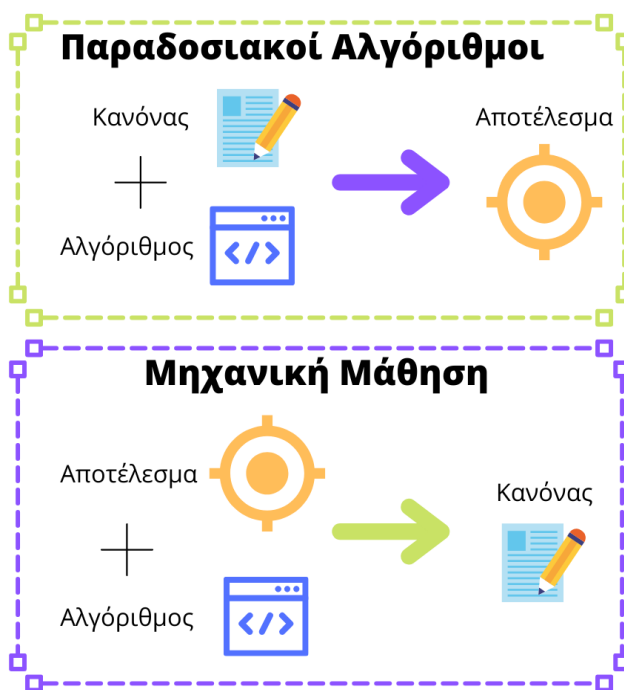 Παραδοσιακοί Αλγόριθμοι
Κανόνας
Αποτέλεσμα
+
Αλγόριθμος
</>
Μηχανική Μάθηση
Αποτέλεσμα
Κανόνας
+
Αλγόριθμος
</>